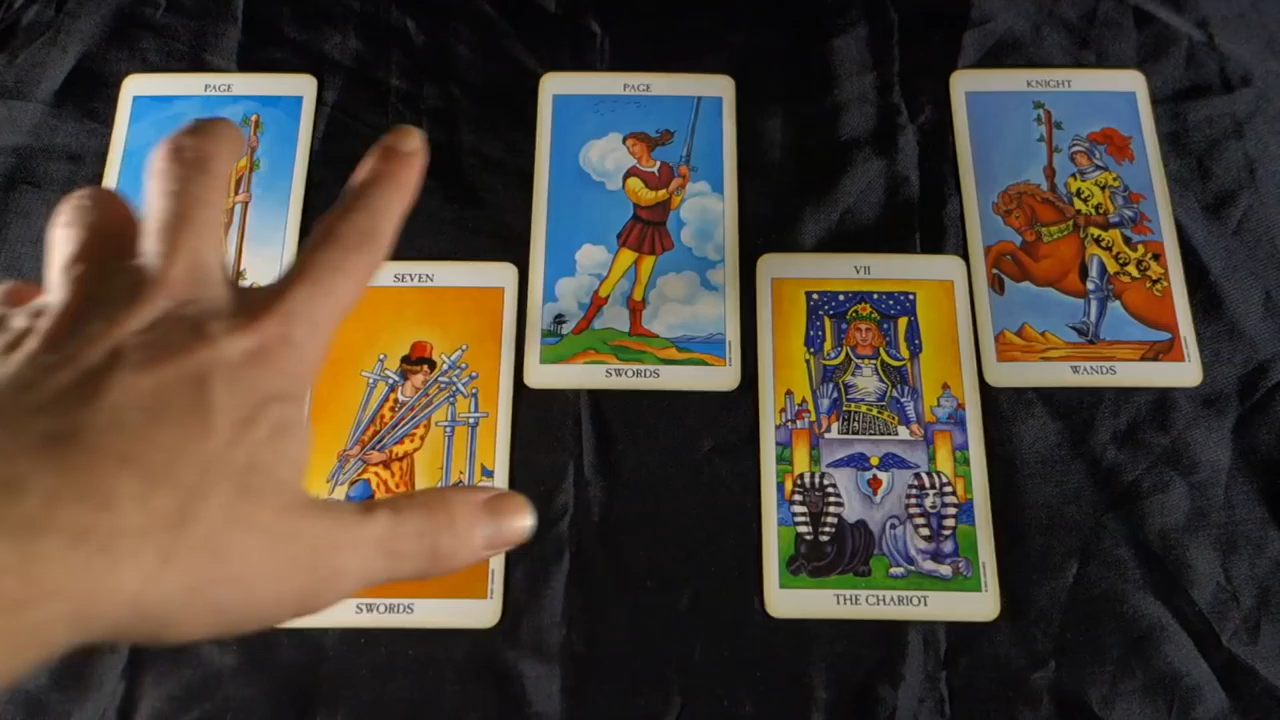 PAGE
SEVEN
SWORDS
PAGE
SWORDS
VII
THE CHARIOT
KNIGHT
WANDS